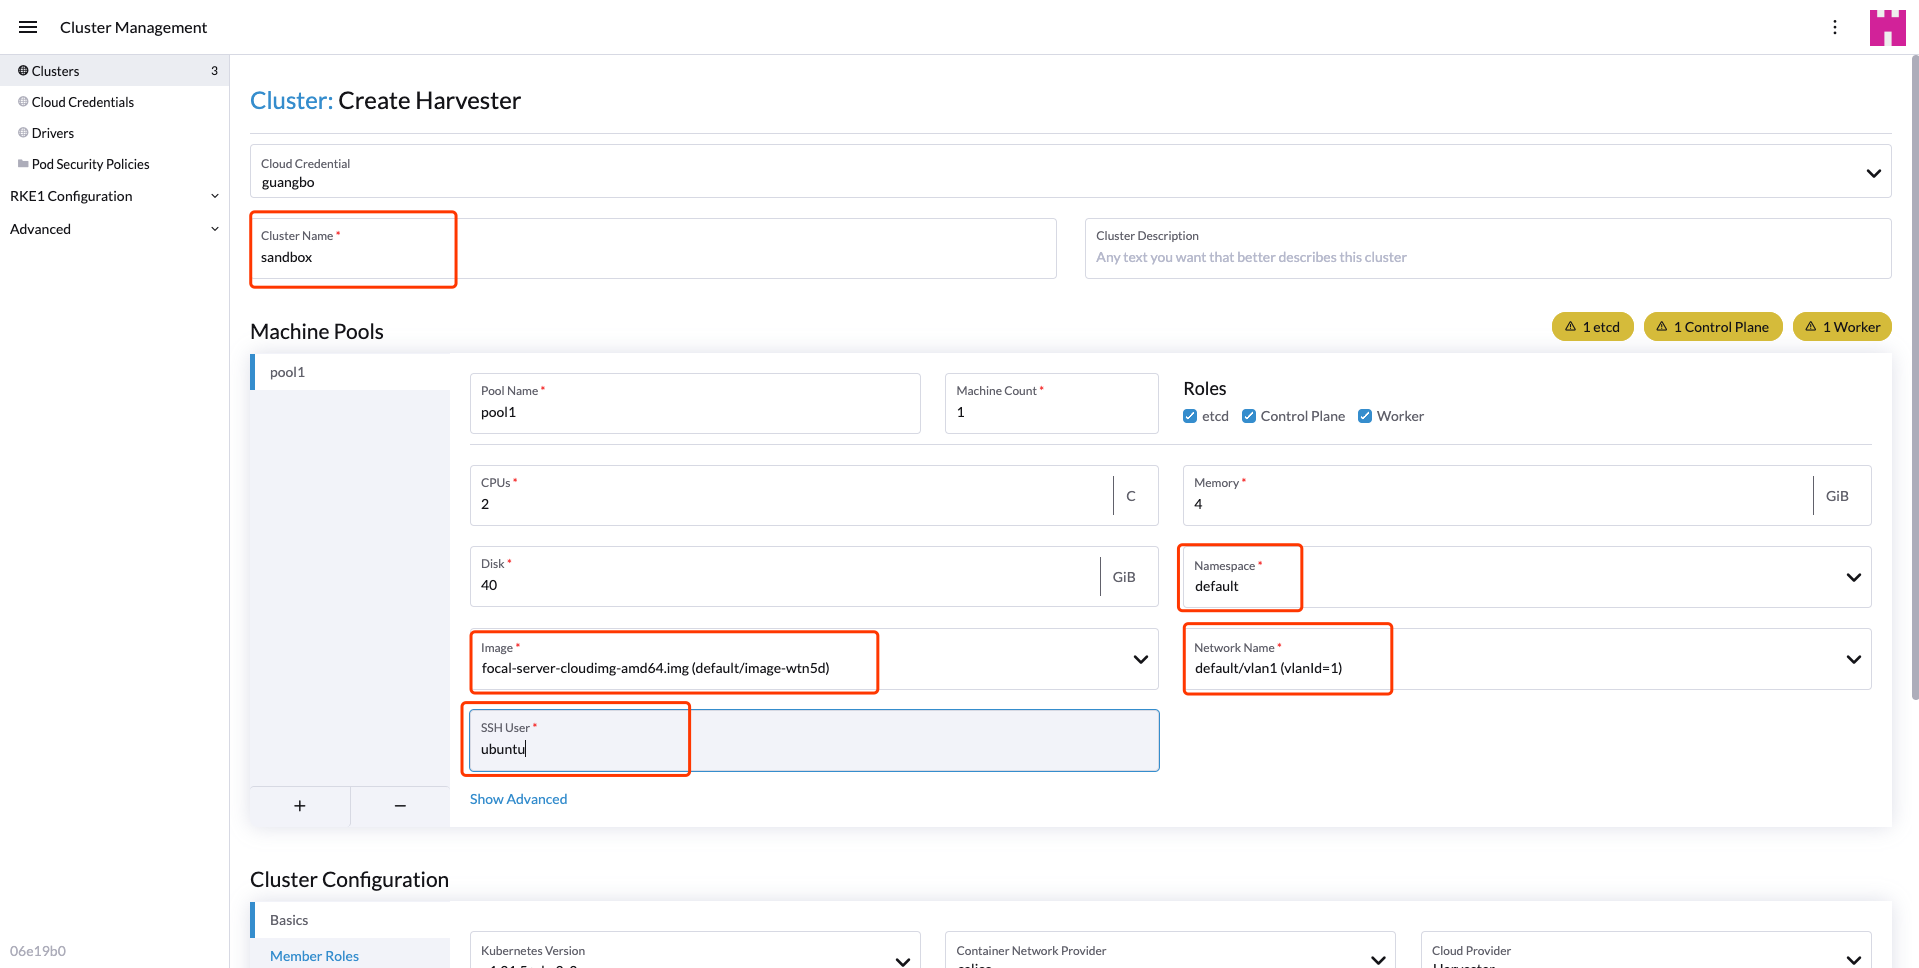 Cluster Management
Clusters 3
Cloud Credentials
Drivers
Pod Security Policies
RKE1 Configuration
Advanced
06e19b0
Cluster: Create Harvester
Cloud Credential
guangbo
Cluster Name *
sandbox
Cluster Description
Any text you want that better describes this cluster
Machine Pools
1 etcd
1 Control Plane
1 Worker
pool1
Pool Name *
pool1
Machine Count *
1
Roles
etcd
Control Plane
Worker
CPUs *
2
C
Memory *
4
GiB
Disk *
40
GiB
Namespace *
default
Image *
focal-server-cloudimg-amd64.img (default/image-wtn5d)
Network Name *
default/vlan1 (vlanId=1)
SSH User *
ubuntu
+
−
Show Advanced
Cluster Configuration
Basics
Member Roles
Kubernetes Version
Container Network Provider
calico
Cloud Provider
Harvester